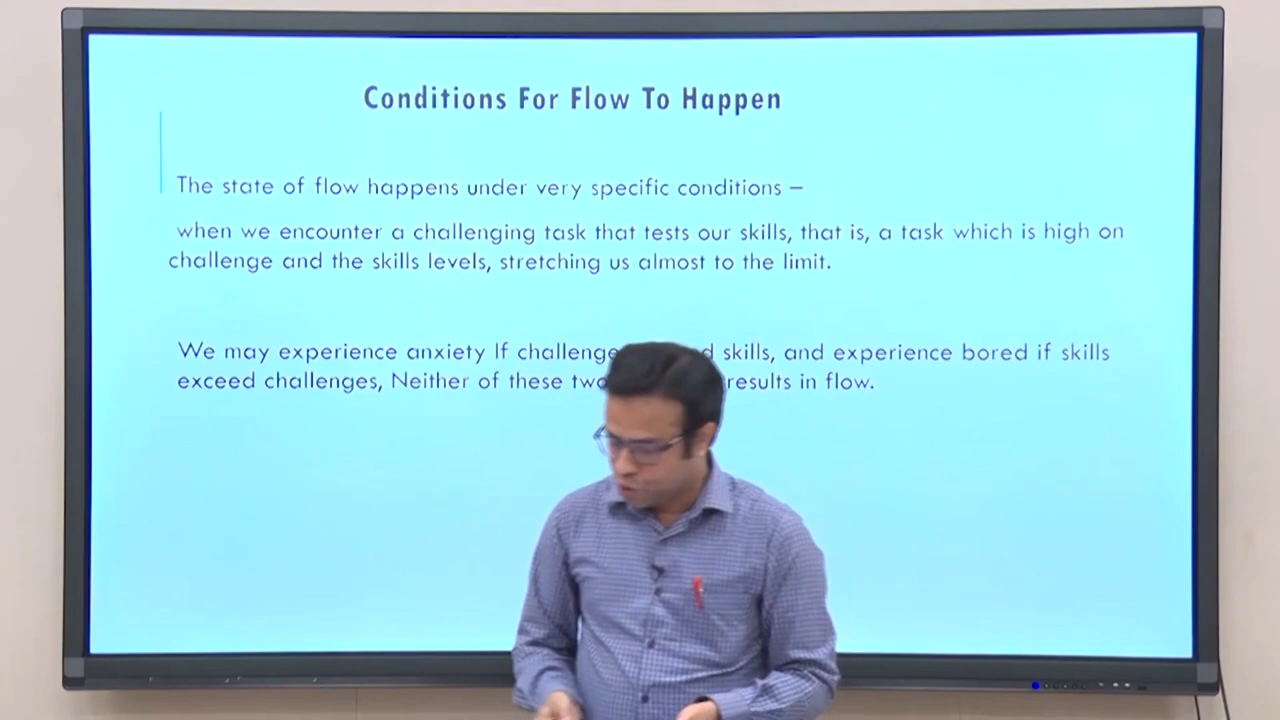 Conditions For Flow To Happen
The state of flow happens under very specific conditions –
when we encounter a challenging task that tests our skills, that is, a task which is high on
challenge and the skills levels, stretching us almost to the limit.
We may experience anxiety If challenge skills, and experience bored if skills
exceed challenges, Neither of these two results in flow.